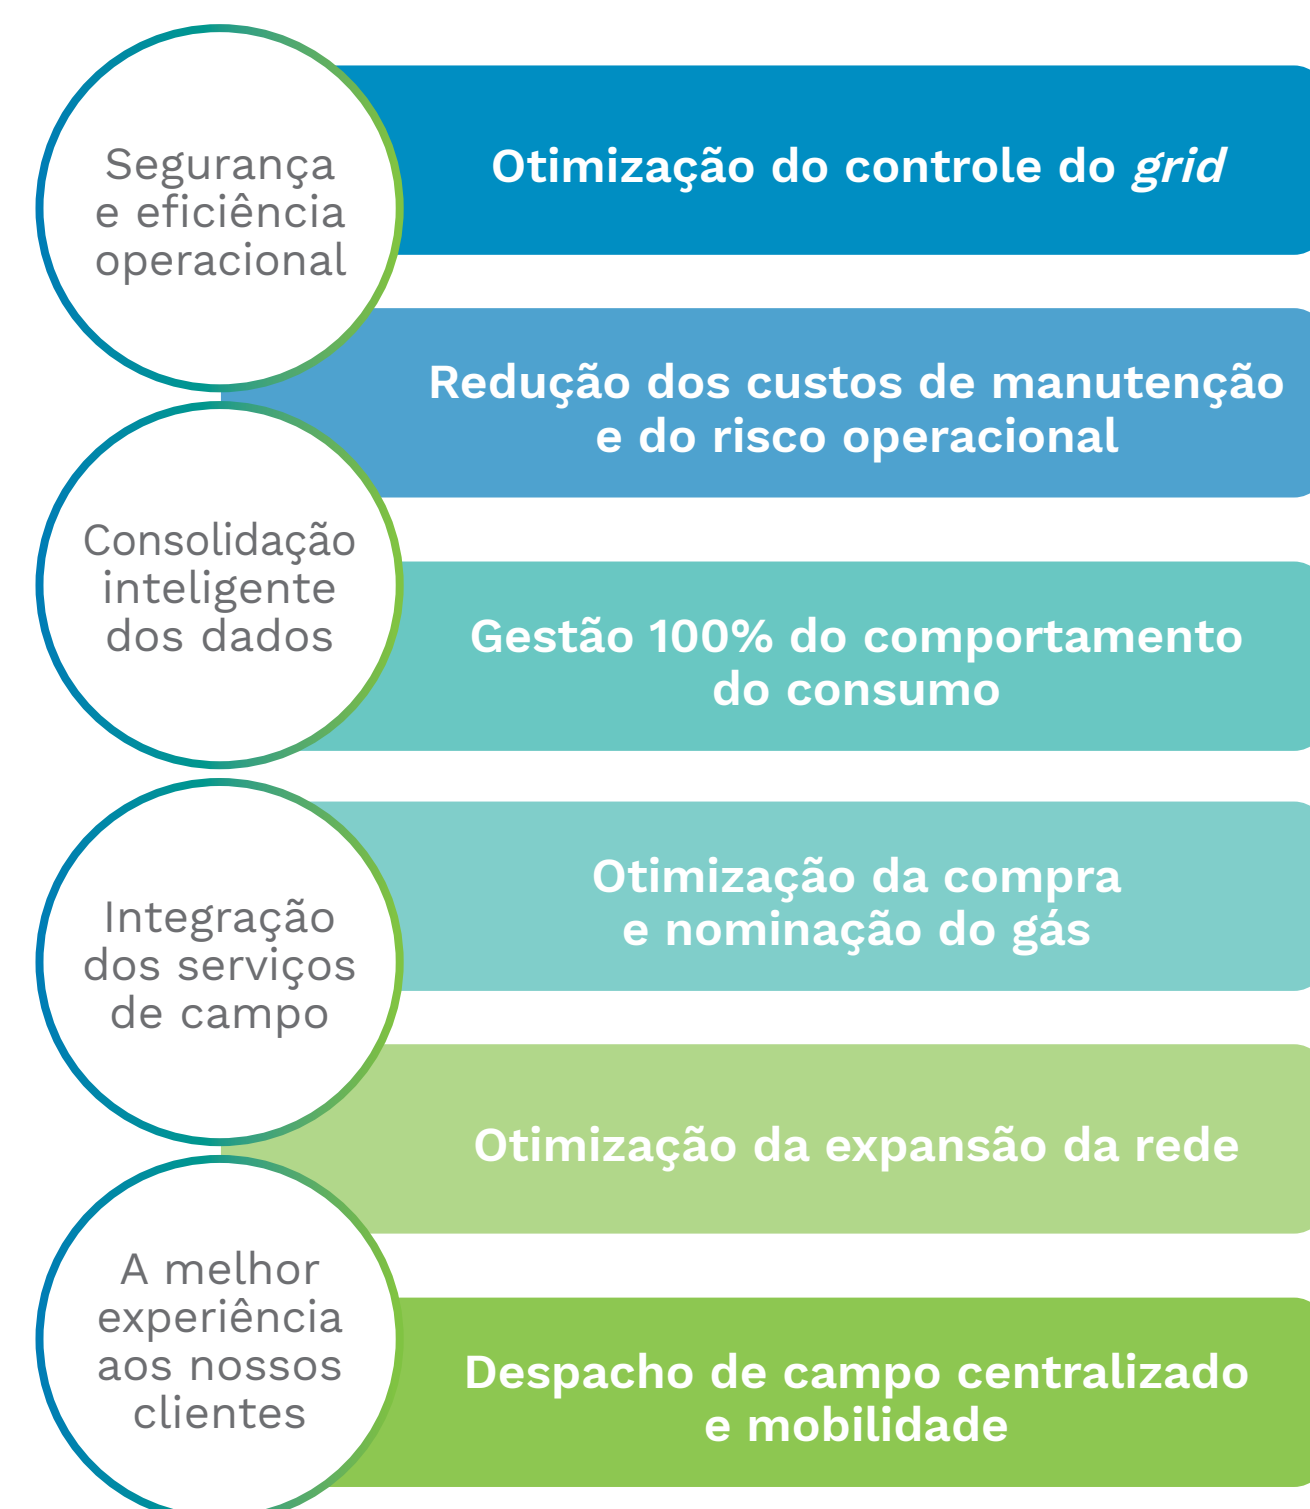 Segurança
e eficiência
operacional
Otimização do controle do grid
Redução dos custos de manutenção
e do risco operacional
Consolidação
inteligente
dos dados
Gestão 100% do comportamento
do consumo
Otimização da compra
e nominação do gás
Integração
dos serviços
de campo
Otimização da expansão da rede
A melhor
experiência
aos nossos
clientes
Despacho de campo centralizado
e mobilidade